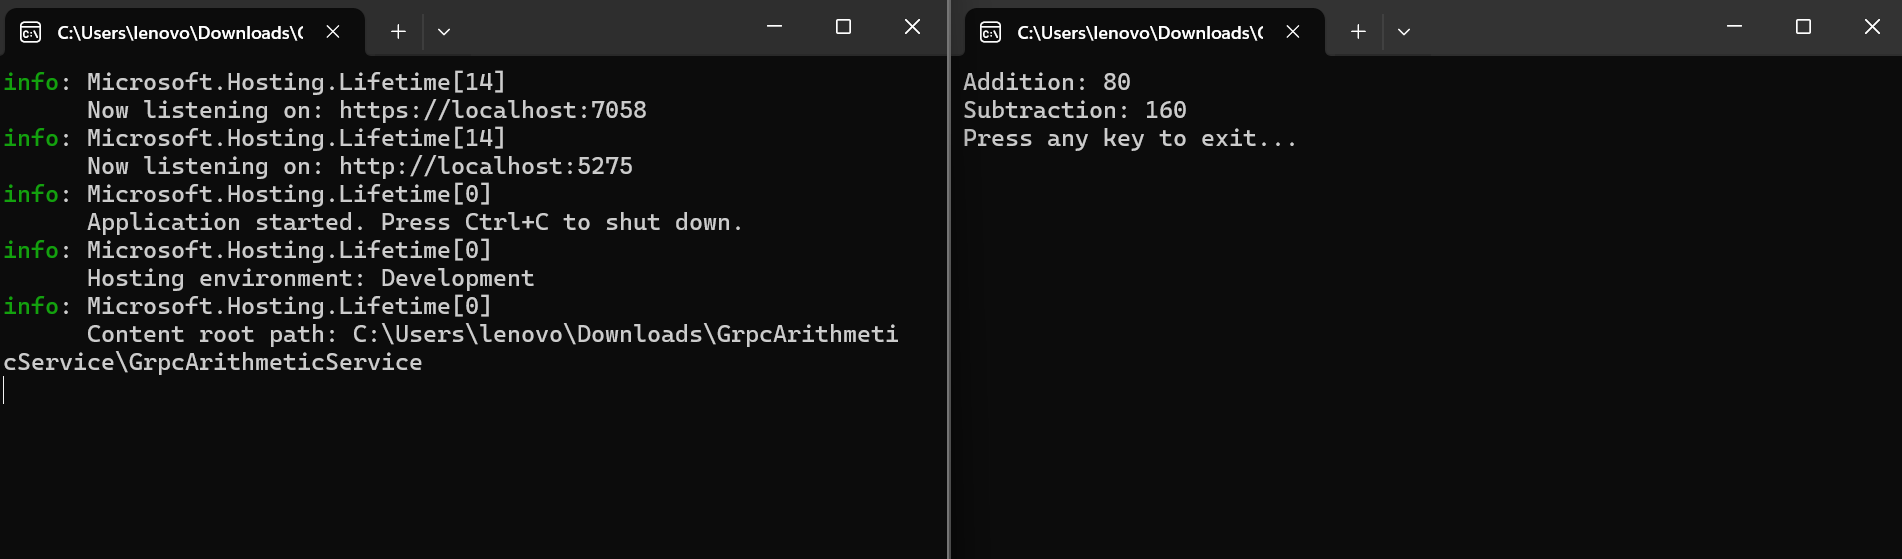 C:\Users\lenovo\Downloads\G
info: Microsoft.Hosting.Lifetime[14]
Now listening on: https://localhost:7058
info: Microsoft.Hosting.Lifetime[14]
Now listening on: http://localhost:5275
info: Microsoft.Hosting.Lifetime[0]
Application started. Press Ctrl+C to shut down.
info: Microsoft.Hosting.Lifetime[0]
Hosting environment: Development
info: Microsoft.Hosting.Lifetime[0]
Content root path: C:\Users\lenovo\Downloads\GrpcArithmeti
cService\GrpcArithmeticService
C:\Users\lenovo\Downloads\G
Addition: 80
Subtraction: 160
Press any key to exit...